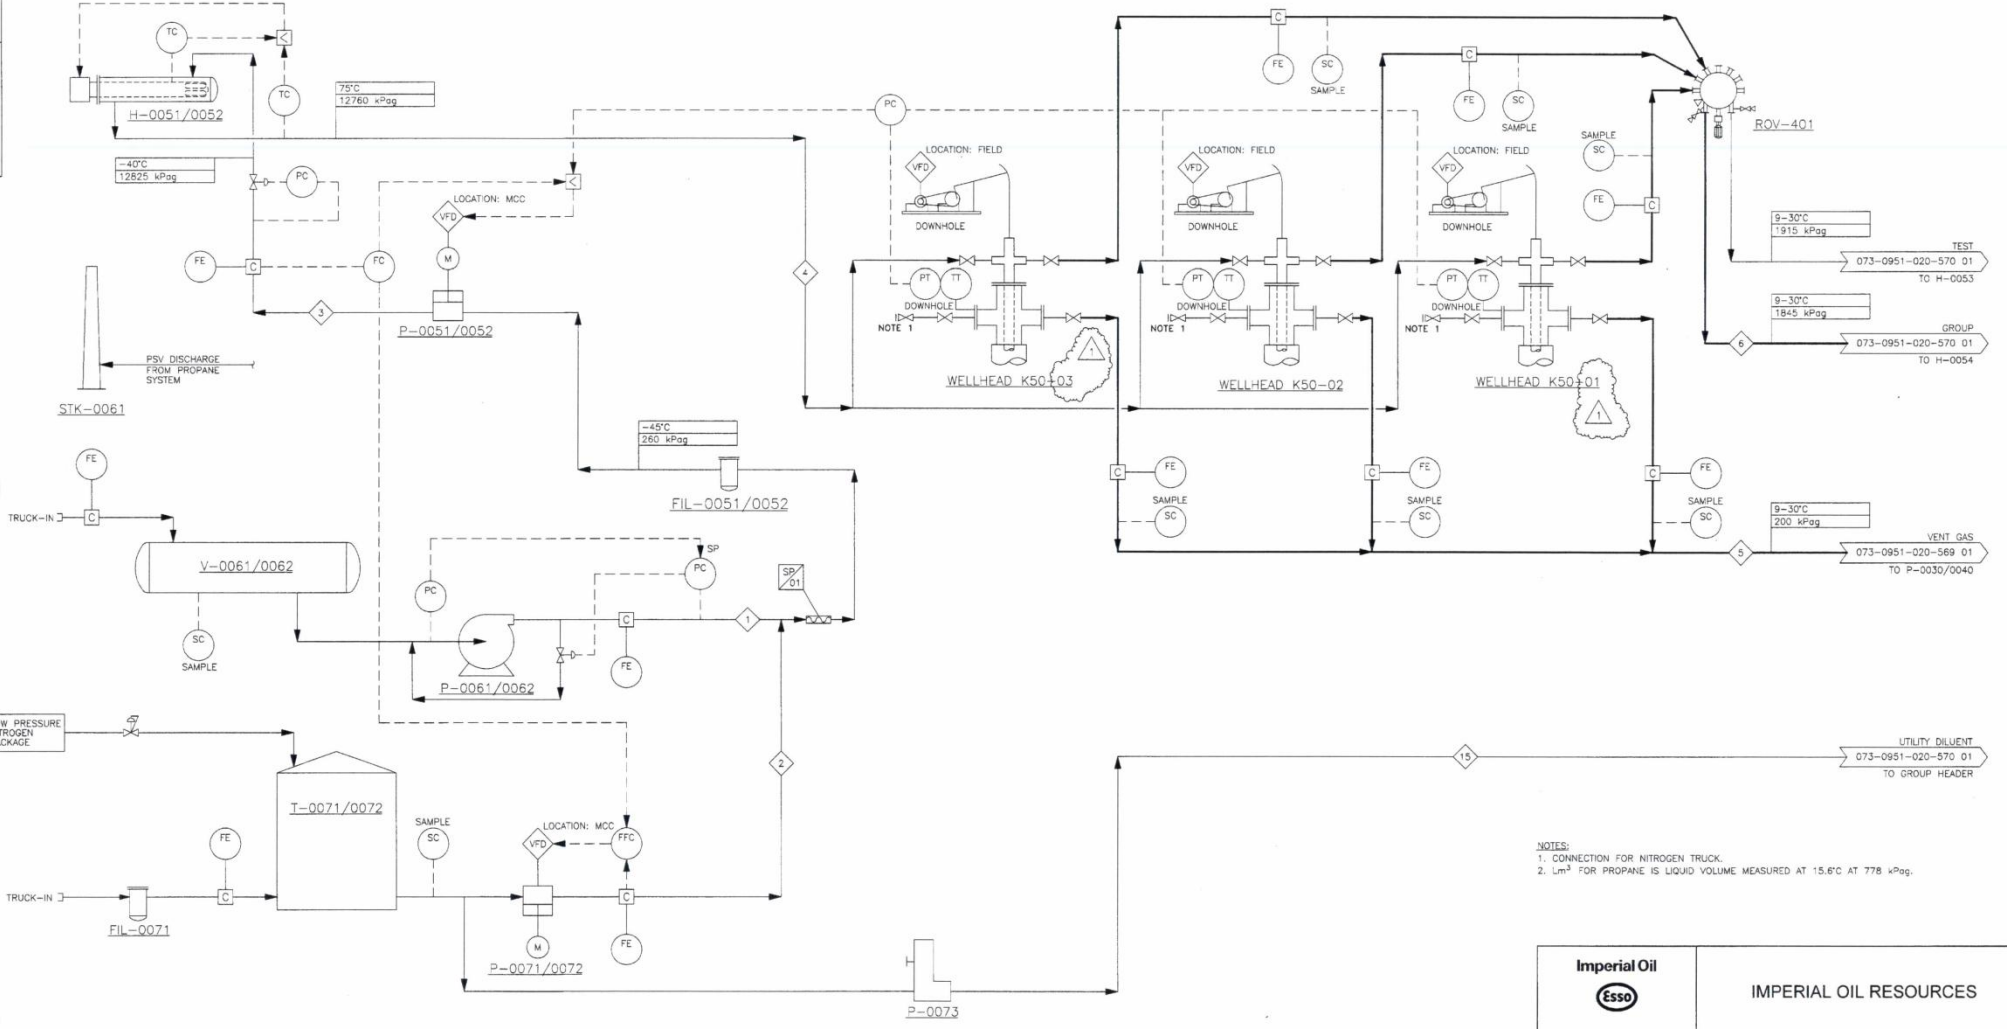 TC
TC
H-0051/0052
75°C
12760 kPag
-40°C
12825 kPag
PC
FE
C
FC
LOCATION: MCC
VFD
M
P-0051/0052
3
4
PC
C
FE
SC
SAMPLE
C
FE
SC
SAMPLE
SAMPLE
SC
FE
C
ROV-401
LOCATION: FIELD
VFD
DOWNHOLE
PT
TT
DOWNHOLE
NOTE 1
WELLHEAD K50-03
1
LOCATION: FIELD
VFD
DOWNHOLE
PT
TT
DOWNHOLE
NOTE 1
WELLHEAD K50-02
LOCATION: FIELD
VFD
DOWNHOLE
PT
TT
DOWNHOLE
NOTE 1
WELLHEAD K50-01
1
9-30°C
1915 kPag
TEST
073-0951-020-570 01
TO H-0053
9-30°C
1845 kPag
GROUP
6
073-0951-020-570 01
TO H-0054
PSV DISCHARGE
FROM PROPANE
SYSTEM
STK-0061
-45°C
260 kPag
FIL-0051/0052
C
FE
SAMPLE
SC
C
FE
SAMPLE
SC
C
FE
SAMPLE
SC
9-30°C
200 kPag
VENT GAS
5
073-0951-020-569 01
TO P-0030/0040
FE
TRUCK-IN
C
V-0061/0062
SC
SAMPLE
PC
SP
PC
SP
01
C
1
FE
P-0061/0062
W PRESSURE
TROGEN
CKAGE
2
T-0071/0072
UTILITY DILUENT
15
073-0951-020-570 01
TO GROUP HEADER
FE
SAMPLE
SC
LOCATION: MCC
VFD
FFC
TRUCK-IN
C
C
FIL-0071
M
FE
P-0071/0072
P-0073
NOTES:
1. CONNECTION FOR NITROGEN TRUCK.
2. Lm³ FOR PROPANE IS LIQUID VOLUME MEASURED AT 15.6°C AT 778 kPag.
Imperial Oil
Esso
IMPERIAL OIL RESOURCES